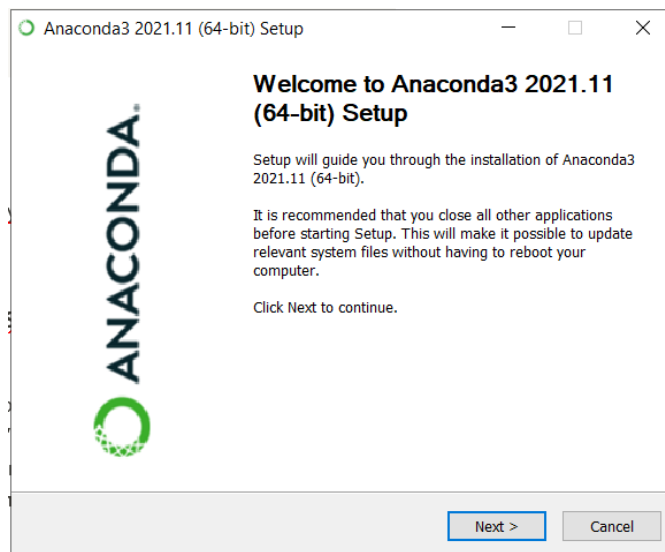 Anaconda3 2021.11 (64-bit) Setup
Welcome to Anaconda3 2021.11
(64-bit) Setup
Setup will guide you through the installation of Anaconda3
2021.11 (64-bit).
It is recommended that you close all other applications
before starting Setup. This will make it possible to update
relevant system files without having to reboot your
computer.
Click Next to continue.
ANACONDA.
Next >
Cancel